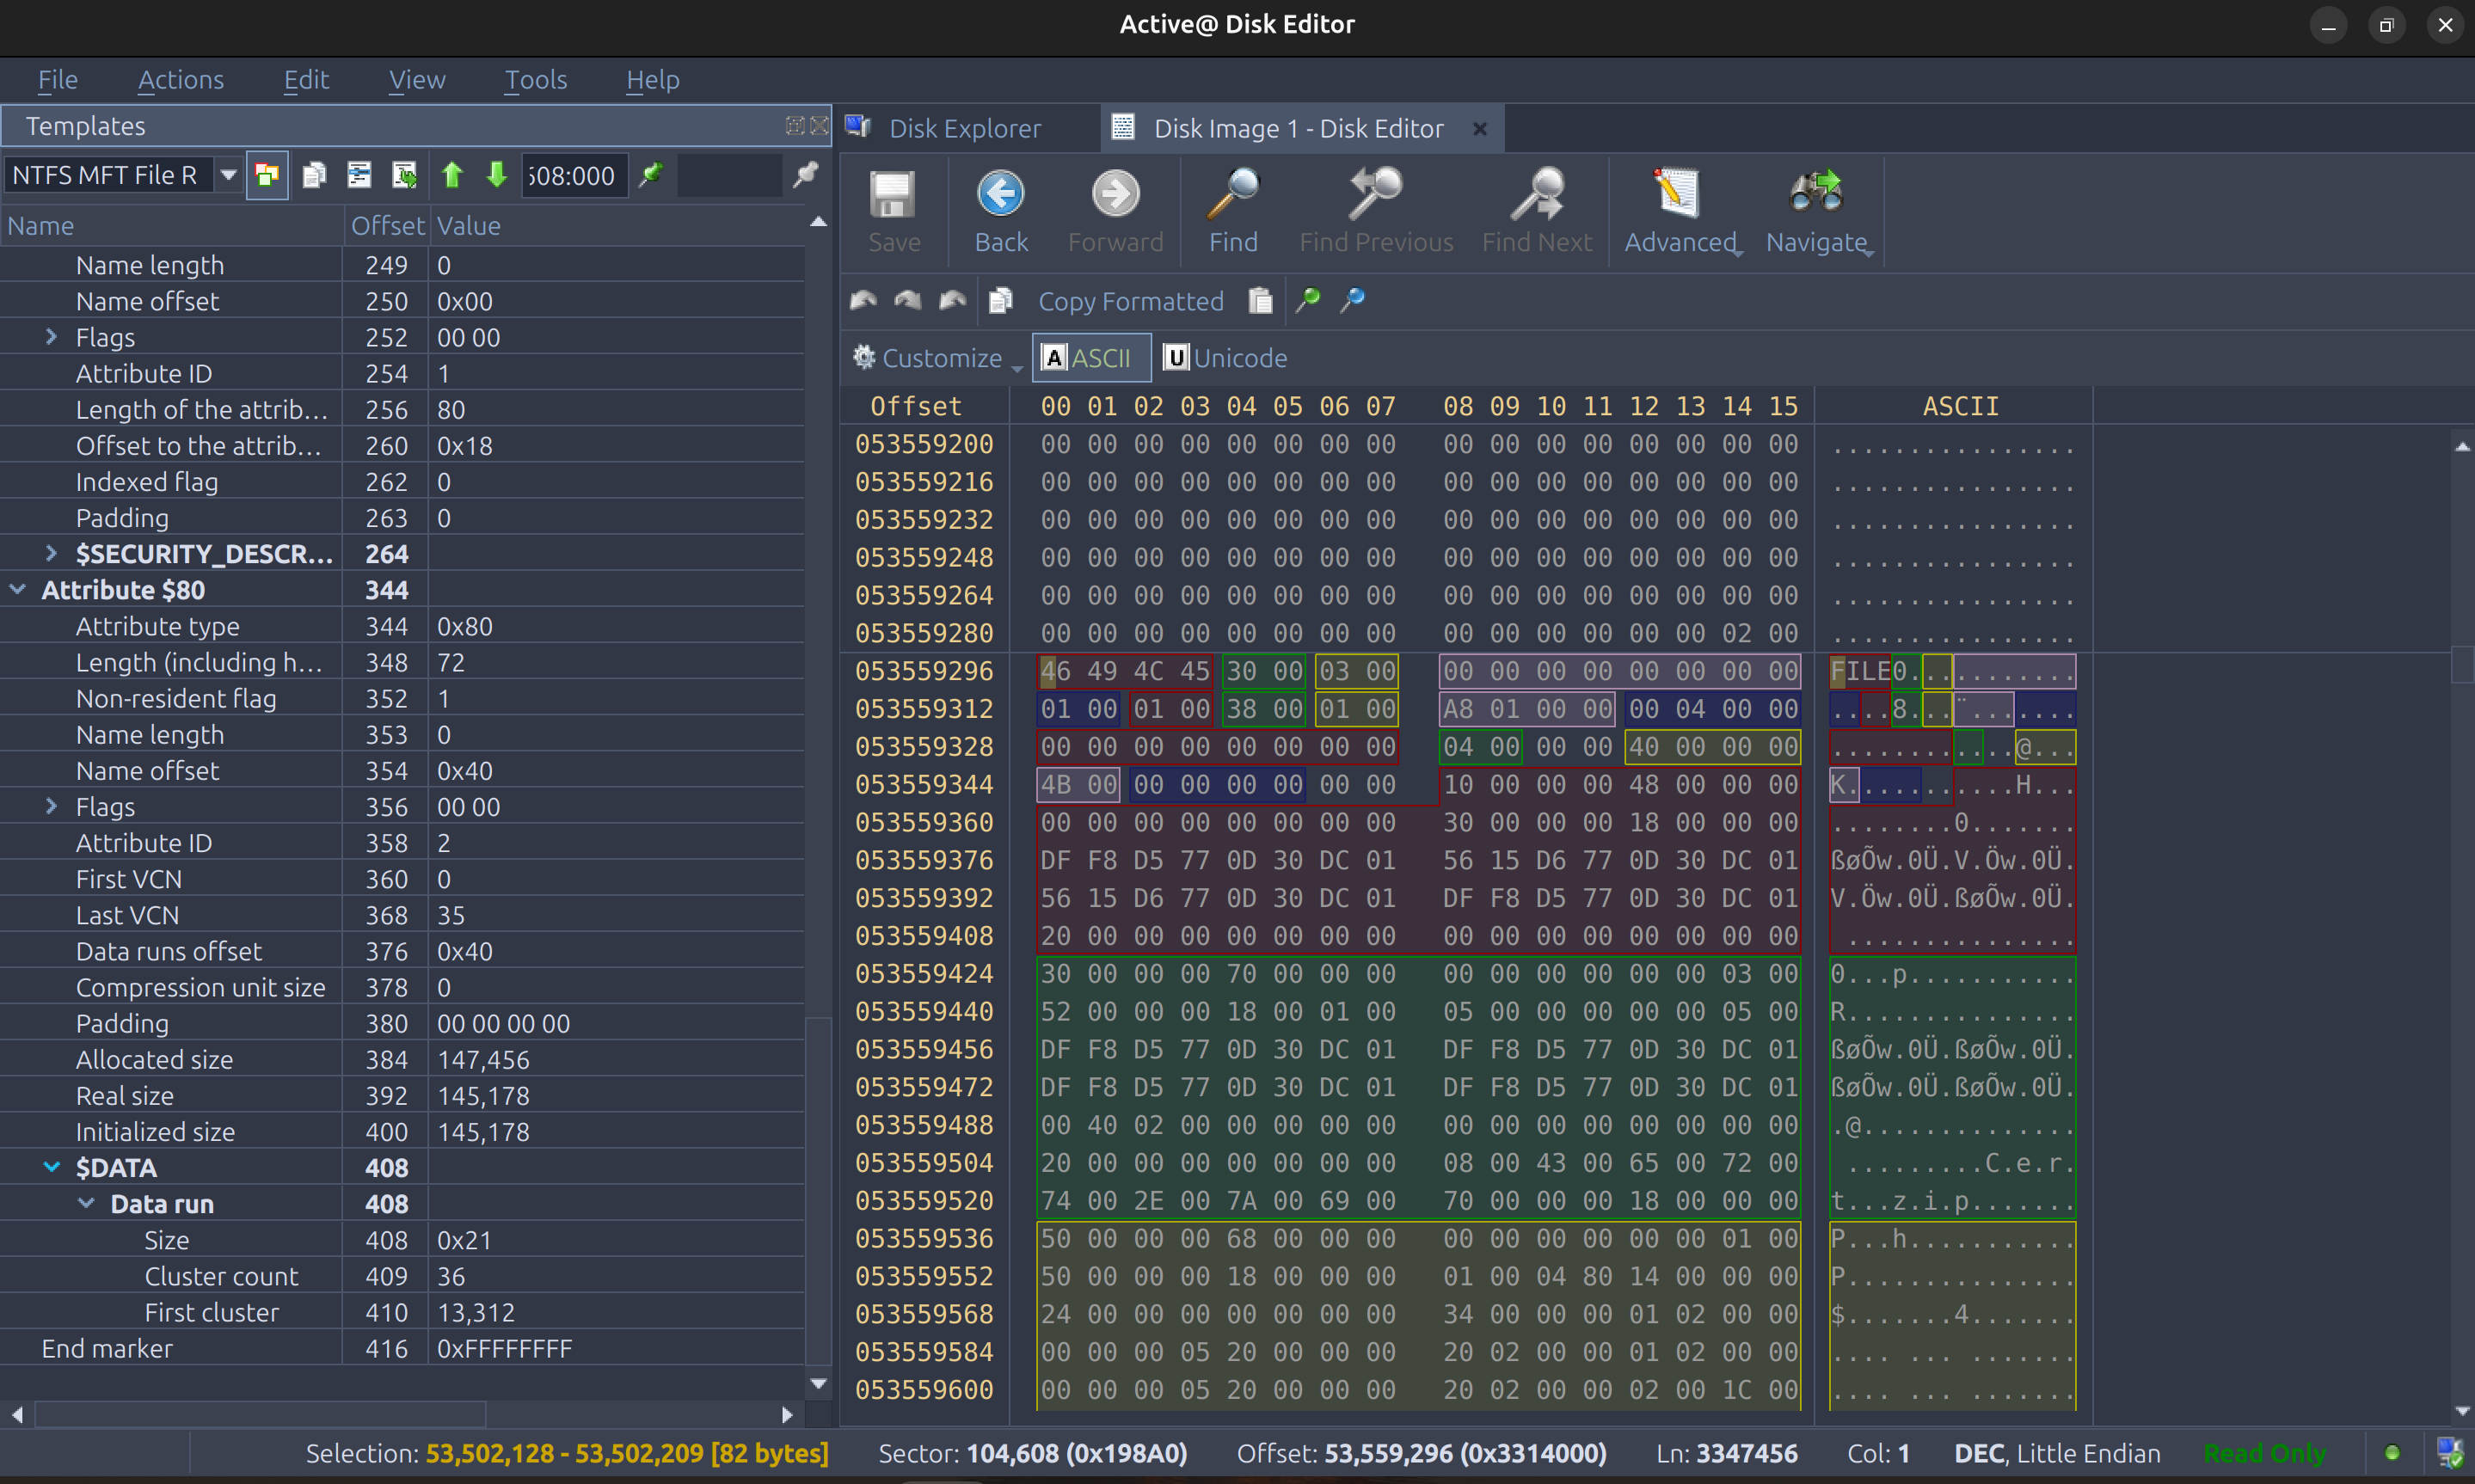 Active@ Disk Editor
File Actions Edit View Tools Help
Templates
NTFS MFT File R 508:000
Name Offset Value
Name length 249 0
Name offset 250 0x00
Flags 252 00 00
Attribute ID 254 1
Length of the attrib... 256 80
Offset to the attrib... 260 0x18
Indexed flag 262 0
Padding 263 0
$SECURITY_DESCR... 264
Attribute $80 344
Attribute type 344 0x80
Length (including h... 348 72
Non-resident flag 352 1
Name length 353 0
Name offset 354 0x40
Flags 356 00 00
Attribute ID 358 2
First VCN 360 0
Last VCN 368 35
Data runs offset 376 0x40
Compression unit size 378 0
Padding 380 00 00 00 00
Allocated size 384 147,456
Real size 392 145,178
Initialized size 400 145,178
$DATA 408
Data run 408
Size 408 0x21
Cluster count 409 36
First cluster 410 13,312
End marker 416 0xFFFFFFFF
Disk Explorer Disk Image 1 - Disk Editor
Save Back Forward Find Find Previous Find Next Advanced Navigate
Copy Formatted
Customize A ASCII U Unicode
Offset 00 01 02 03 04 05 06 07 08 09 10 11 12 13 14 15 ASCII
053559200 00 00 00 00 00 00 00 00 00 00 00 00 00 00 00 00 ................
053559216 00 00 00 00 00 00 00 00 00 00 00 00 00 00 00 00 ................
053559232 00 00 00 00 00 00 00 00 00 00 00 00 00 00 00 00 ................
053559248 00 00 00 00 00 00 00 00 00 00 00 00 00 00 00 00 ................
053559264 00 00 00 00 00 00 00 00 00 00 00 00 00 00 00 00 ................
053559280 00 00 00 00 00 00 00 00 00 00 00 00 00 00 02 00 ................
053559296 46 49 4C 45 30 00 03 00 00 00 00 00 00 00 00 00 FILE0...........
053559312 01 00 01 00 38 00 01 00 A8 01 00 00 00 04 00 00 ....8...¨.......
053559328 00 00 00 00 00 00 00 00 04 00 00 00 40 00 00 00 ............@...
053559344 4B 00 00 00 00 00 00 00 10 00 00 00 48 00 00 00 K...........H...
053559360 00 00 00 00 00 00 00 00 30 00 00 00 18 00 00 00 ........0.......
053559376 DF F8 D5 77 0D 30 DC 01 56 15 D6 77 0D 30 DC 01 ßøÕw.0Ü.V.Öw.0Ü.
053559392 56 15 D6 77 0D 30 DC 01 DF F8 D5 77 0D 30 DC 01 V.Öw.0Ü.ßøÕw.0Ü.
053559408 20 00 00 00 00 00 00 00 00 00 00 00 00 00 00 00 ...............
053559424 30 00 00 00 70 00 00 00 00 00 00 00 00 00 03 00 0...p...........
053559440 52 00 00 00 18 00 01 00 05 00 00 00 00 00 05 00 R...............
053559456 DF F8 D5 77 0D 30 DC 01 DF F8 D5 77 0D 30 DC 01 ßøÕw.0Ü.ßøÕw.0Ü.
053559472 DF F8 D5 77 0D 30 DC 01 DF F8 D5 77 0D 30 DC 01 ßøÕw.0Ü.ßøÕw.0Ü.
053559488 00 40 02 00 00 00 00 00 00 00 00 00 00 00 00 00 .@..............
053559504 20 00 00 00 00 00 00 00 08 00 43 00 65 00 72 00 .........C.e.r.
053559520 74 00 2E 00 7A 00 69 00 70 00 00 00 18 00 00 00 t...z.i.p.......
053559536 50 00 00 00 68 00 00 00 00 00 00 00 00 00 01 00 P...h...........
053559552 50 00 00 00 18 00 00 00 01 00 04 80 14 00 00 00 P...............
053559568 24 00 00 00 00 00 00 00 34 00 00 00 01 02 00 00 $.......4.......
053559584 00 00 00 05 20 00 00 00 20 02 00 00 01 02 00 00 .... ... .......
053559600 00 00 00 05 20 00 00 00 20 02 00 00 02 00 1C 00 .... ... .......
Selection: 53,502,128 - 53,502,209 [82 bytes] Sector: 104,608 (0x198A0) Offset: 53,559,296 (0x3314000) Ln: 3347456 Col: 1 DEC, Little Endian Read Only